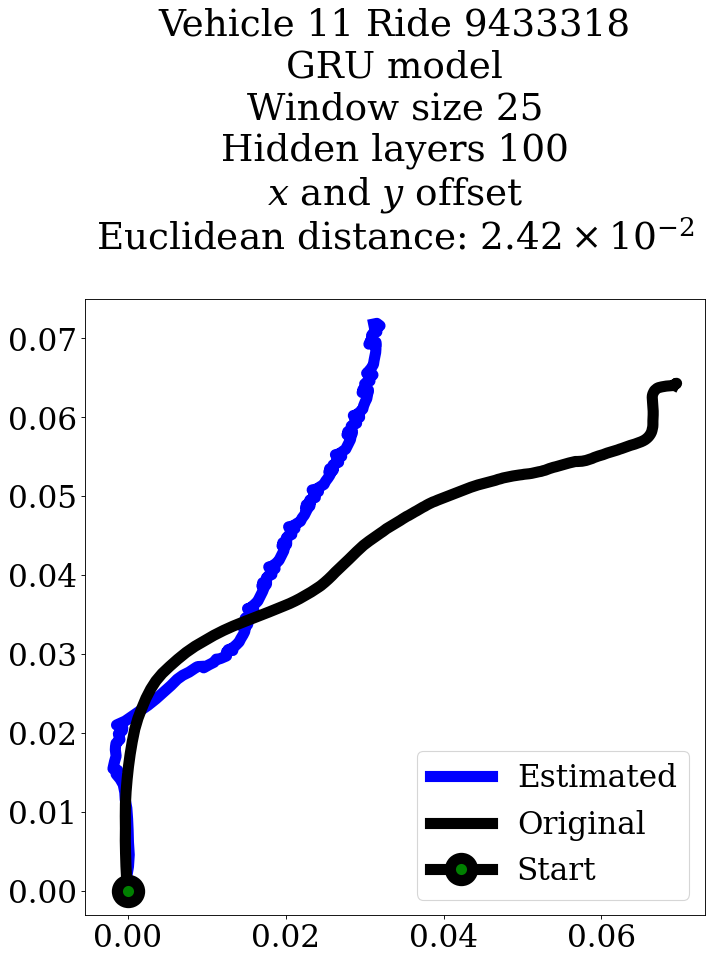 Vehicle 11 Ride 9433318
GRU model
Window size 25
Hidden layers 100
x and y offset
Euclidean distance: 2.42 × 10⁻²
0.07
0.06
0.05
0.04
0.03
0.02
0.01
0.00
Estimated
Original
Start
0.00 0.02 0.04 0.06